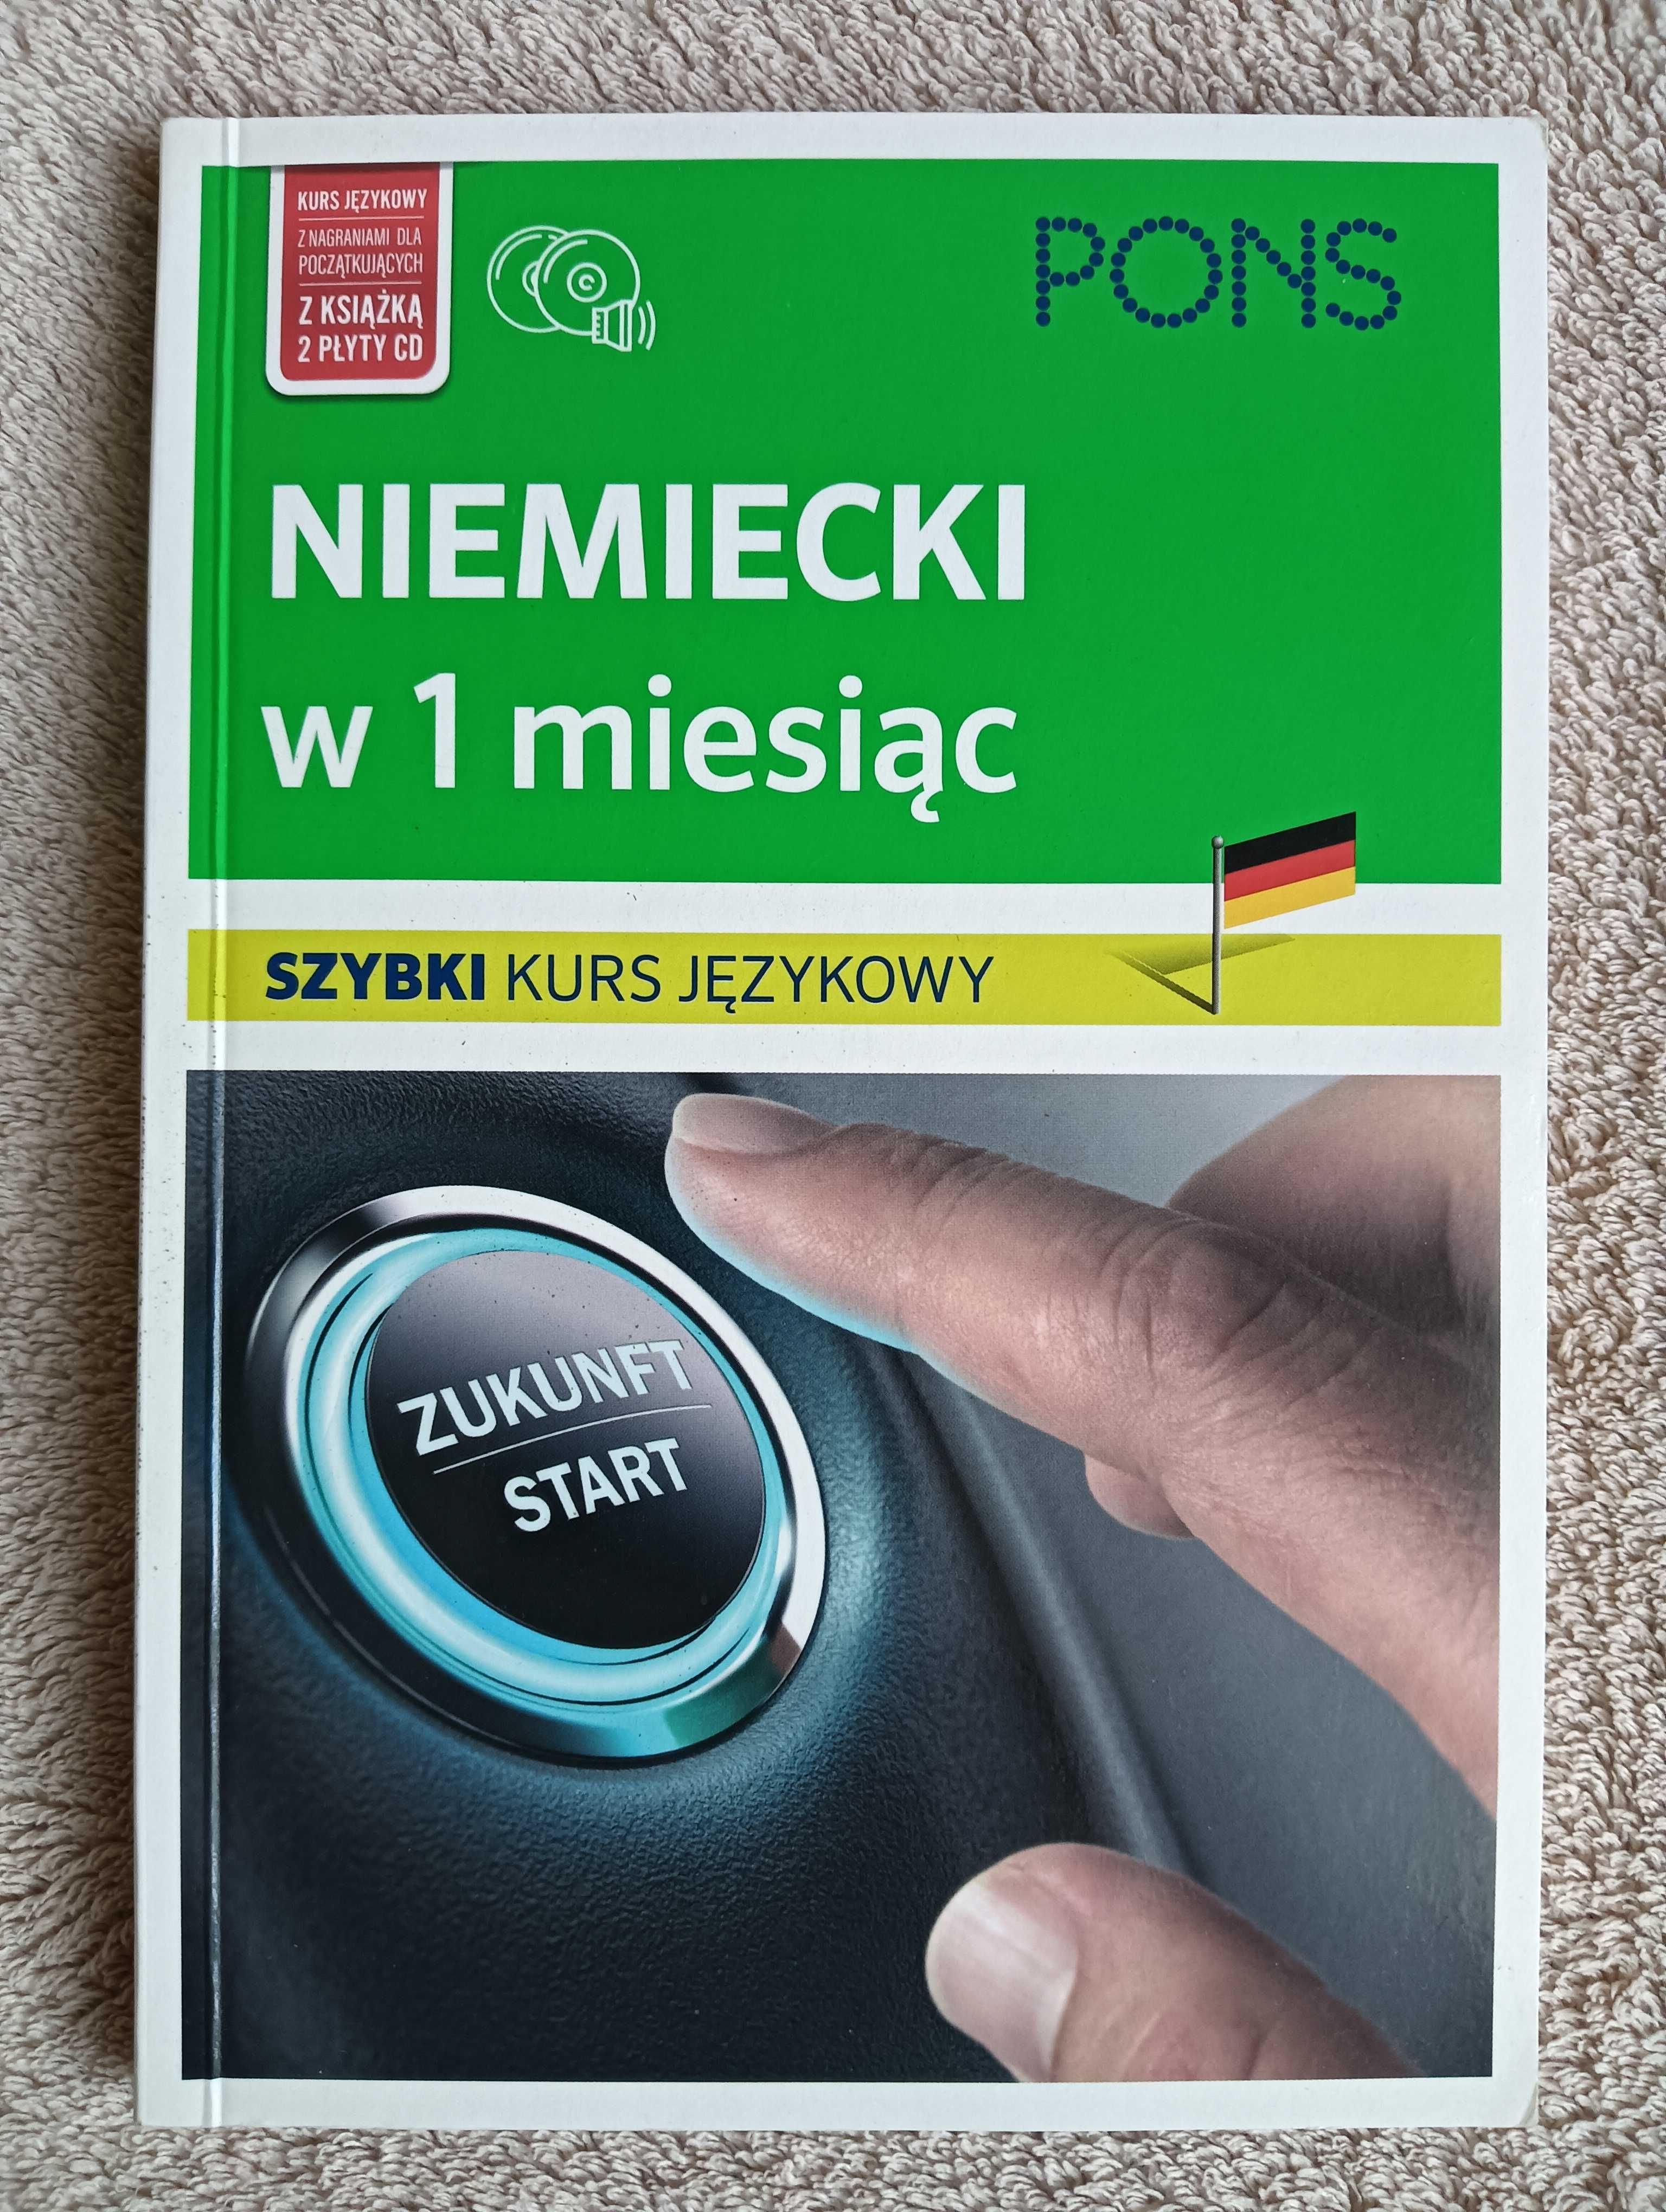 KURS JĘZYKOWY
Z NAGRANIAMI DLA
POCZĄTKUJĄCYCH
Z KSIĄŻKĄ
2 PŁYTY CD
PONS
NIEMIECKI
w 1 miesiąc
SZYBKI KURS JĘZYKOWY
ZUKUNFT
START